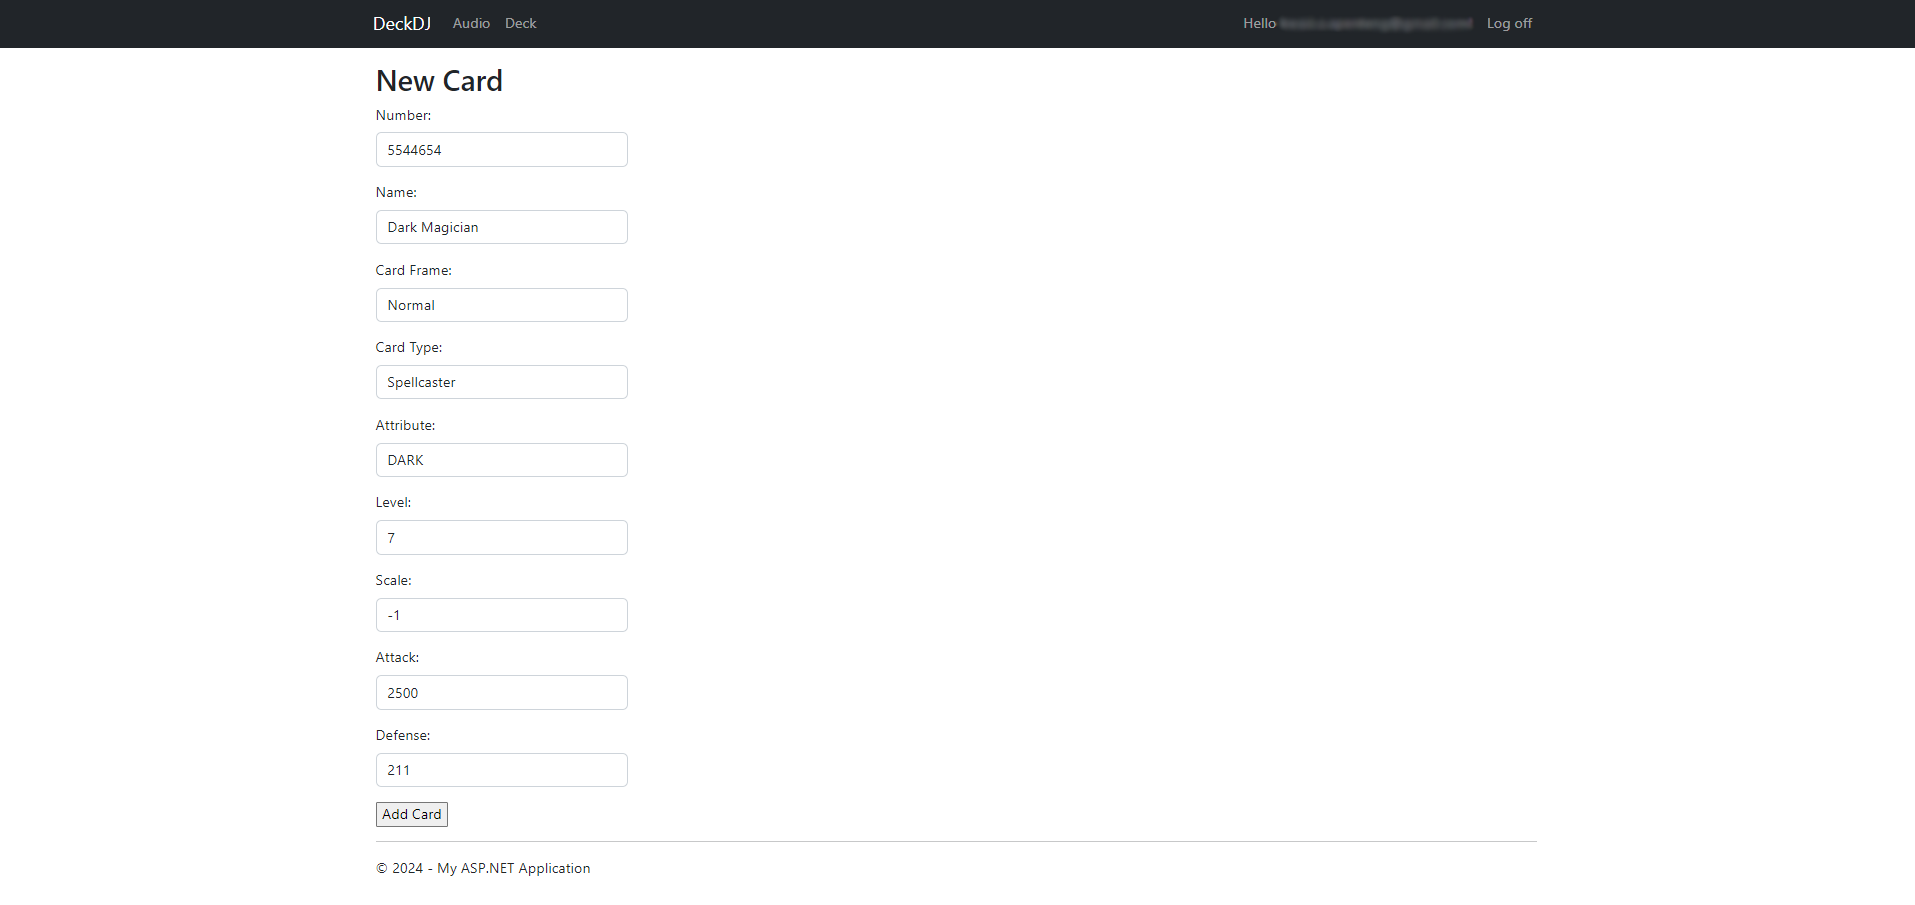 DeckDJ Audio Deck Hello Log off
New Card
Number:
5544654
Name:
Dark Magician
Card Frame:
Normal
Card Type:
Spellcaster
Attribute:
DARK
Level:
7
Scale:
-1
Attack:
2500
Defense:
211
Add Card
© 2024 - My ASP.NET Application